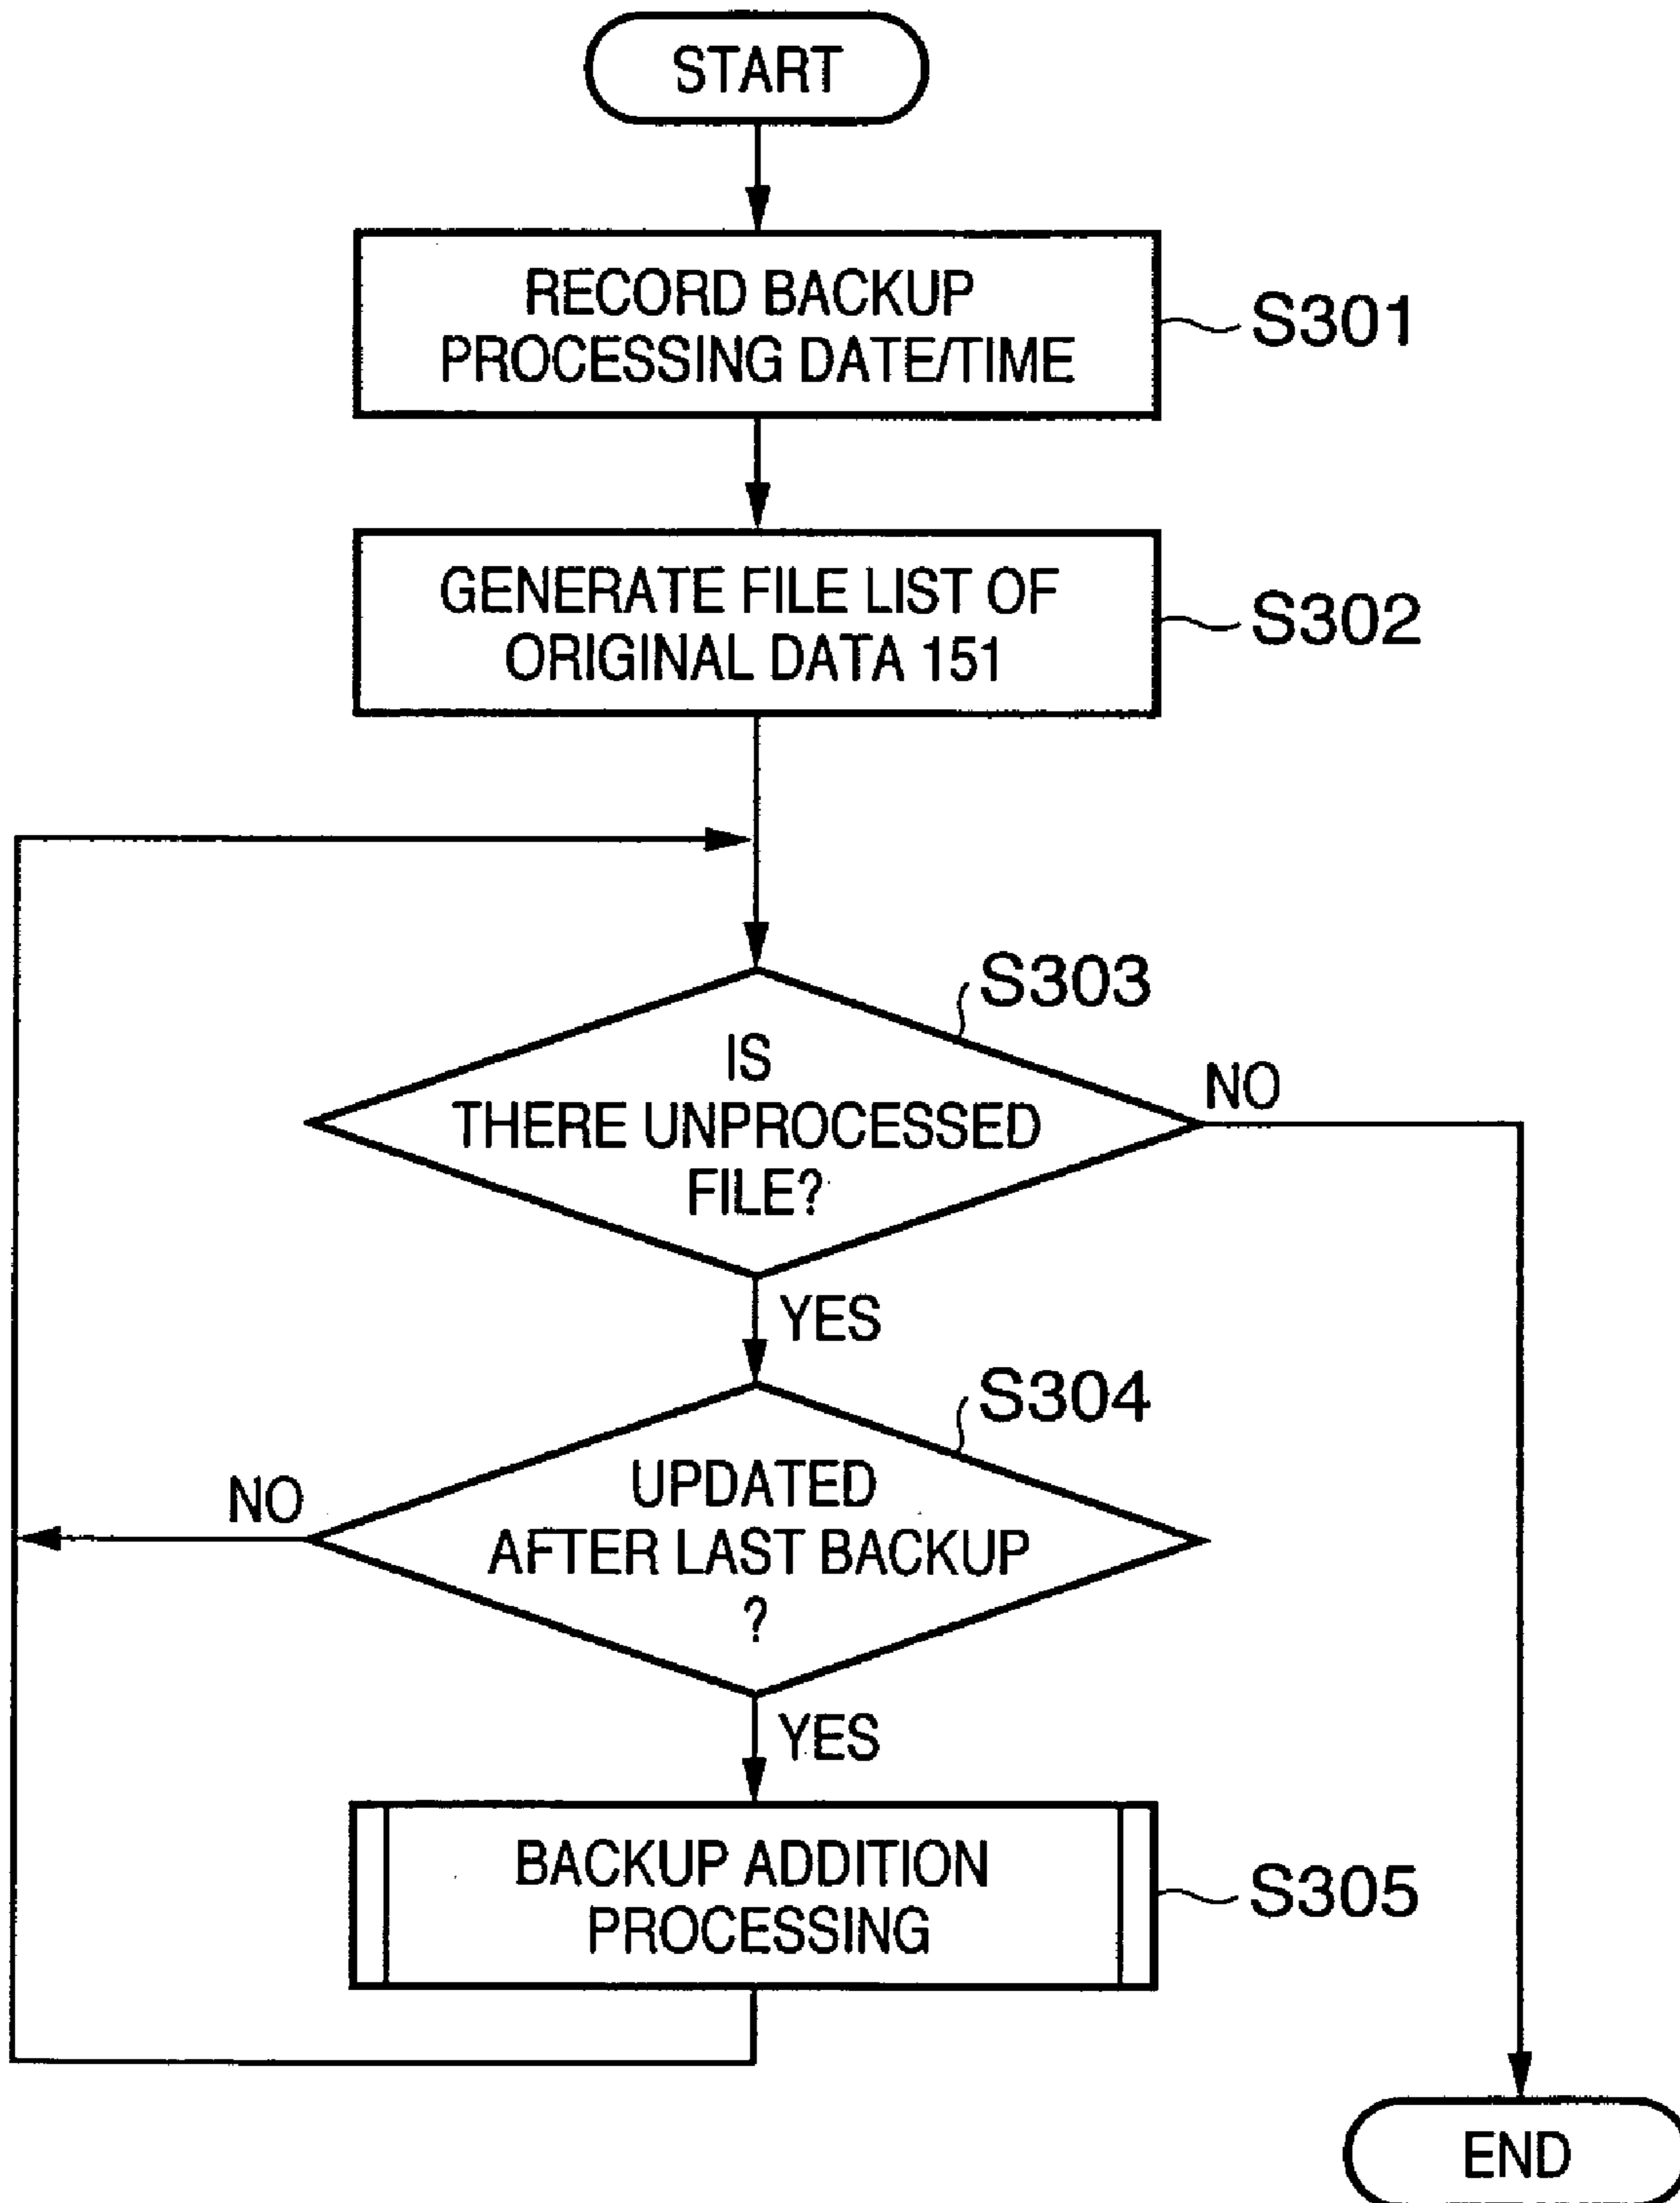 START
RECORD BACKUP
PROCESSING DATE/TIME
S301
GENERATE FILE LIST OF
ORIGINAL DATA 151
S302
S303
IS
THERE UNPROCESSED
FILE?
NO
YES
S304
UPDATED
AFTER LAST BACKUP
?
NO
YES
BACKUP ADDITION
PROCESSING
S305
END